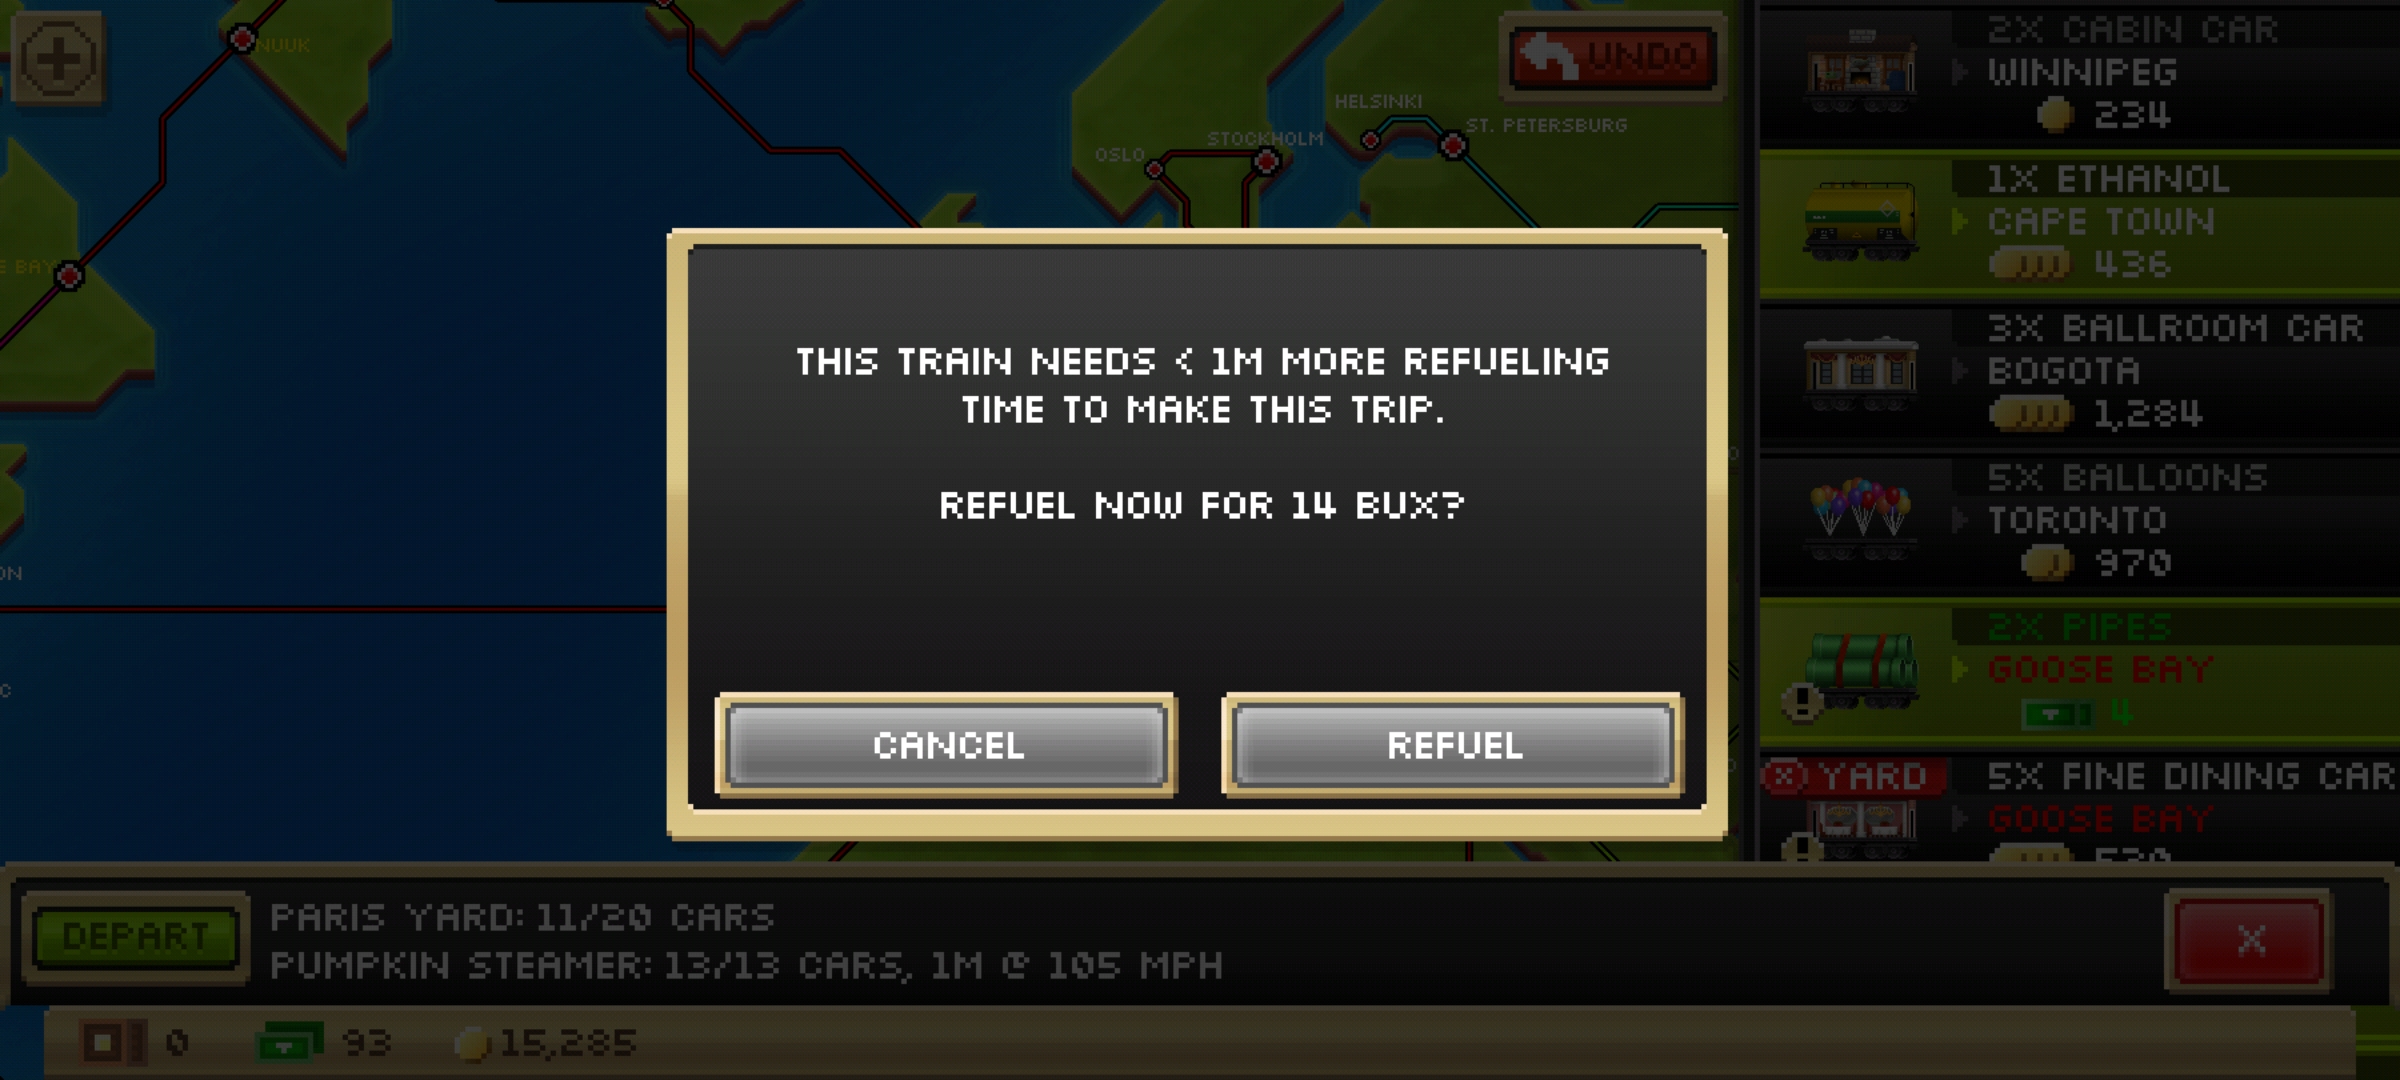 NUUK
E BAY
ON
C
UNDO
HELSINKI
ST. PETERSBURG
STOCKHOLM
OSLO
THIS TRAIN NEEDS < 1M MORE REFUELING
TIME TO MAKE THIS TRIP.
REFUEL NOW FOR 14 BUX?
CANCEL
REFUEL
2X CABIN CAR
WINNIPEG
234
1X ETHANOL
CAPE TOWN
436
3X BALLROOM CAR
BOGOTA
1,284
5X BALLOONS
TORONTO
970
2X PIPES
GOOSE BAY
4
X YARD
5X FINE DINING CAR
GOOSE BAY
DEPART
PARIS YARD: 11/20 CARS
PUMPKIN STEAMER: 13/13 CARS, 1M @ 105 MPH
X
0
93
15,285